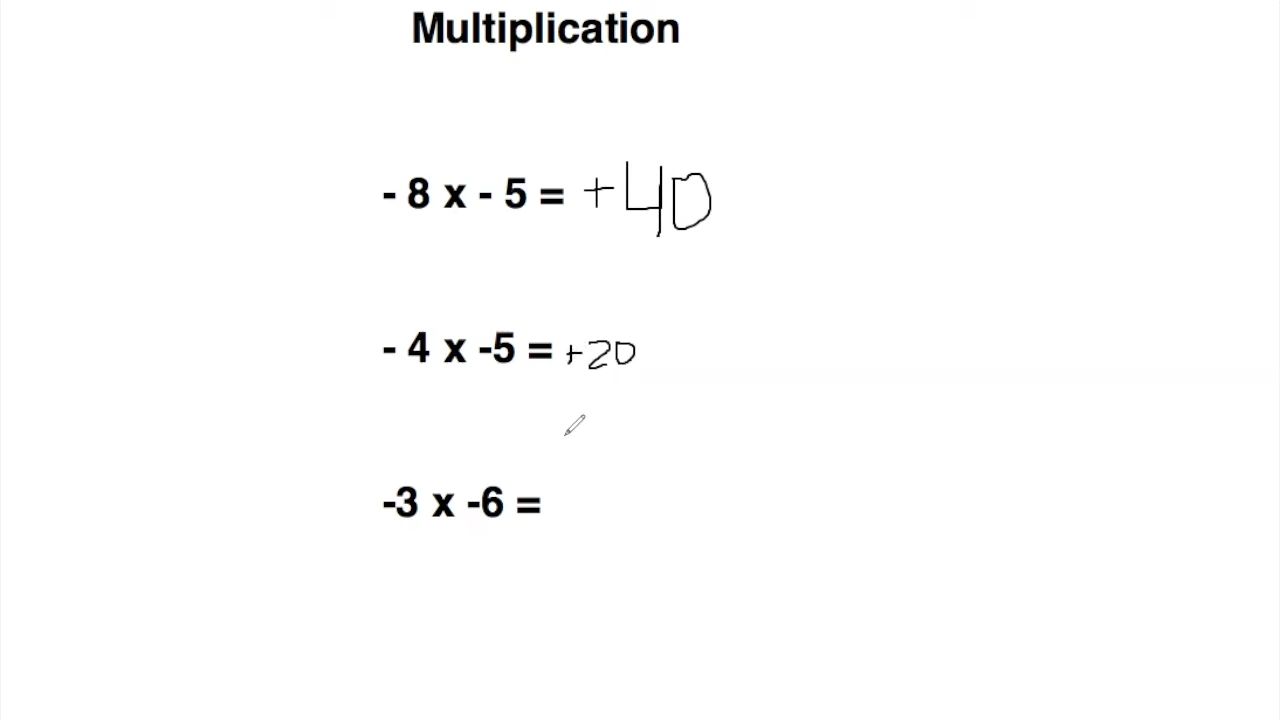 Multiplication
- 8 x - 5 = +40
- 4 x -5 = +20
-3 x -6 =